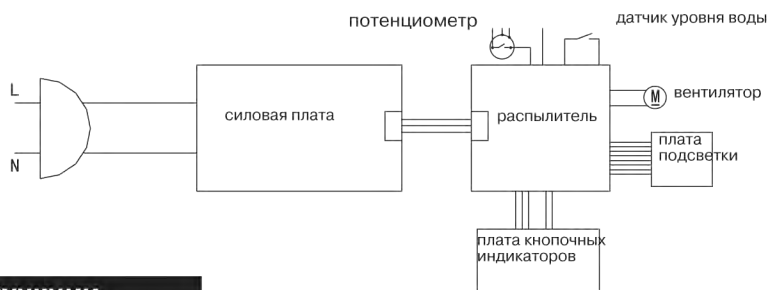 потенциометр
датчик уровня воды
L
силовая плата
распылитель
M
вентилятор
N
плата
подсветки
плата кнопочных
индикаторов